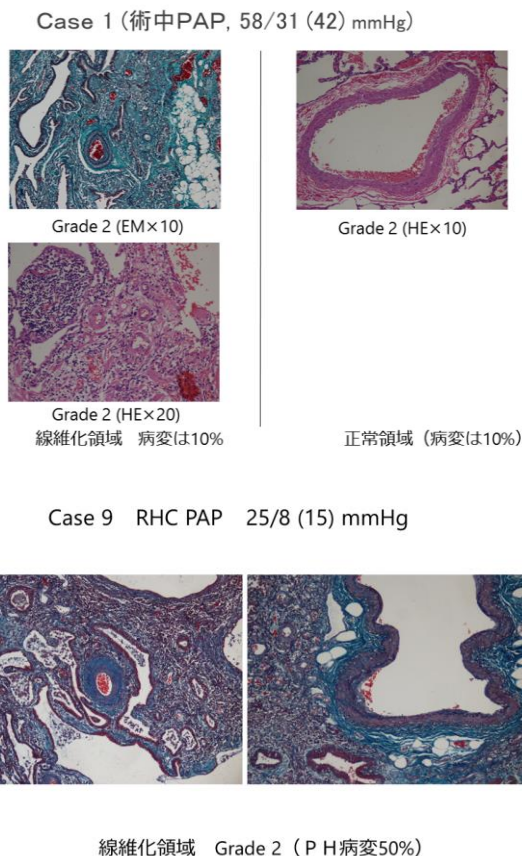 Case 1 (術中PAP, 58/31 (42) mmHg)
Grade 2 (EM×10)
Grade 2 (HE×10)
Grade 2 (HE×20)
線維化領域 病変は10%
正常領域（病変は10%）
Case 9 RHC PAP 25/8 (15) mmHg
線維化領域 Grade 2（ＰＨ病変50%）